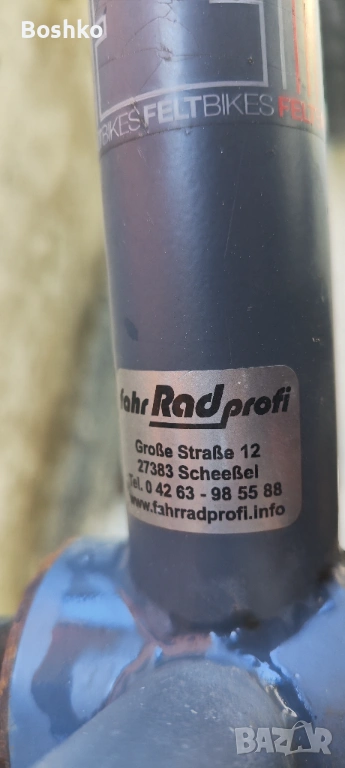 Boshko
BIKES FELTBIKES FELT
fahrRadprofi
Große Straße 12
27383 Scheeßel
Tel. 0 42 63 - 98 55 88
www.fahrradprofi.info
BAZAR